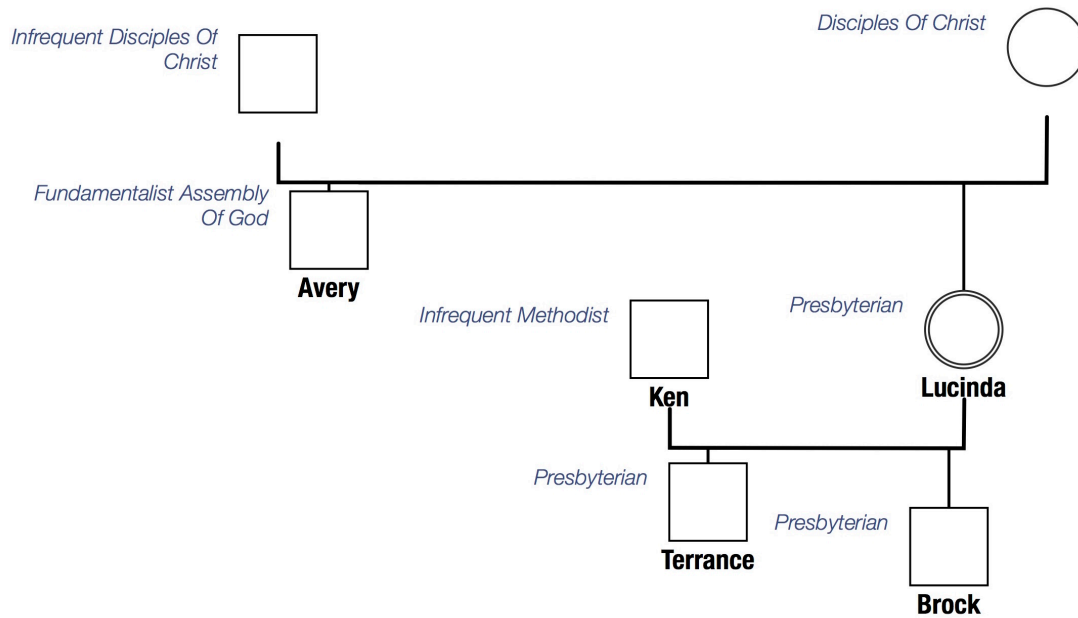 Infrequent Disciples Of
Christ
Disciples Of Christ
Fundamentalist Assembly
Of God
Avery
Infrequent Methodist
Presbyterian
Ken
Lucinda
Presbyterian
Presbyterian
Terrance
Brock